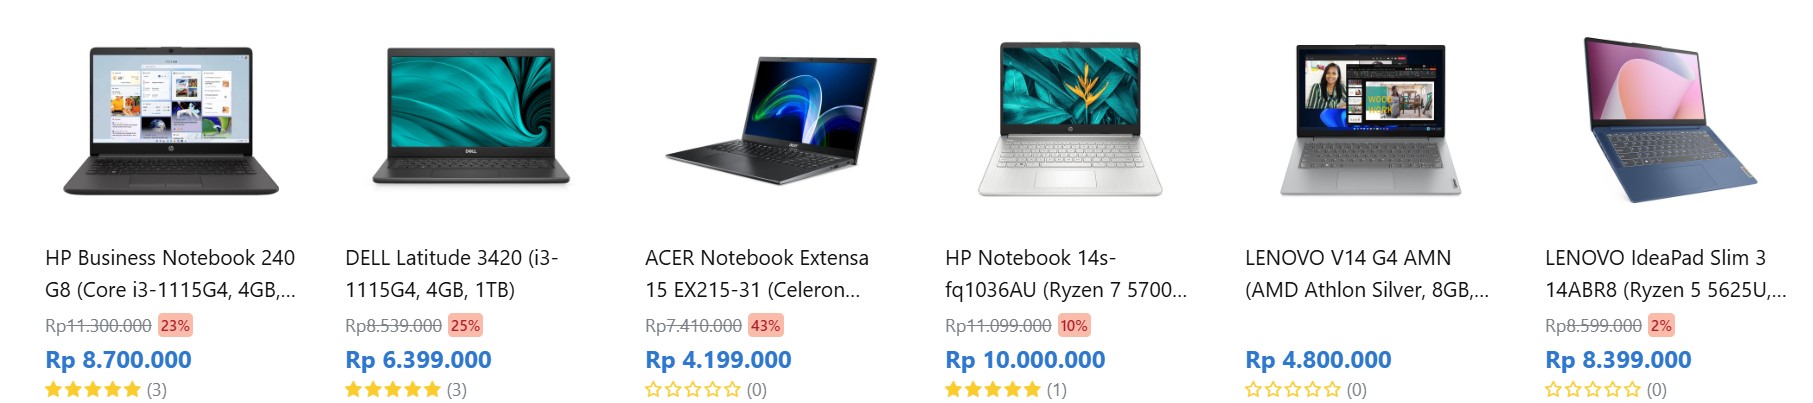 HP Business Notebook 240
G8 (Core i3-1115G4, 4GB,...
Rp11.300.000 23%
Rp 8.700.000
(3)
DELL Latitude 3420 (i3-
1115G4, 4GB, 1TB)
Rp8.539.000 25%
Rp 6.399.000
(3)
ACER Notebook Extensa
15 EX215-31 (Celeron...
Rp7.410.000 43%
Rp 4.199.000
(0)
HP Notebook 14s-
fq1036AU (Ryzen 7 5700...
Rp11.099.000 10%
Rp 10.000.000
(1)
LENOVO V14 G4 AMN
(AMD Athlon Silver, 8GB,...
Rp 4.800.000
(0)
LENOVO IdeaPad Slim 3
14ABR8 (Ryzen 5 5625U,...
Rp8.599.000 2%
Rp 8.399.000
(0)